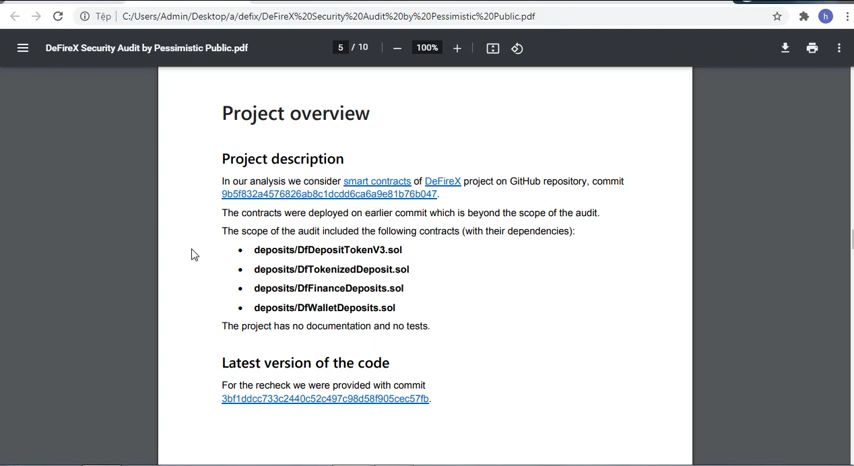 Tệp
C:/Users/Admin/Desktop/a/defix/DeFireX%20Security%20Audit%20by%20Pessimistic%20Public.pdf
h
DeFireX Security Audit by Pessimistic Public.pdf
5 / 10
100%
Project overview
Project description
In our analysis we consider smart contracts of DeFireX project on GitHub repository, commit
9b5f832a4576826ab8c1dcdd6ca6a9e81b76b047.
The contracts were deployed on earlier commit which is beyond the scope of the audit.
The scope of the audit included the following contracts (with their dependencies):
• deposits/DfDepositTokenV3.sol
• deposits/DfTokenizedDeposit.sol
• deposits/DfFinanceDeposits.sol
• deposits/DfWalletDeposits.sol
The project has no documentation and no tests.
Latest version of the code
For the recheck we were provided with commit
3bf1ddcc733c2440c52c497c98d58f905cec57fb.